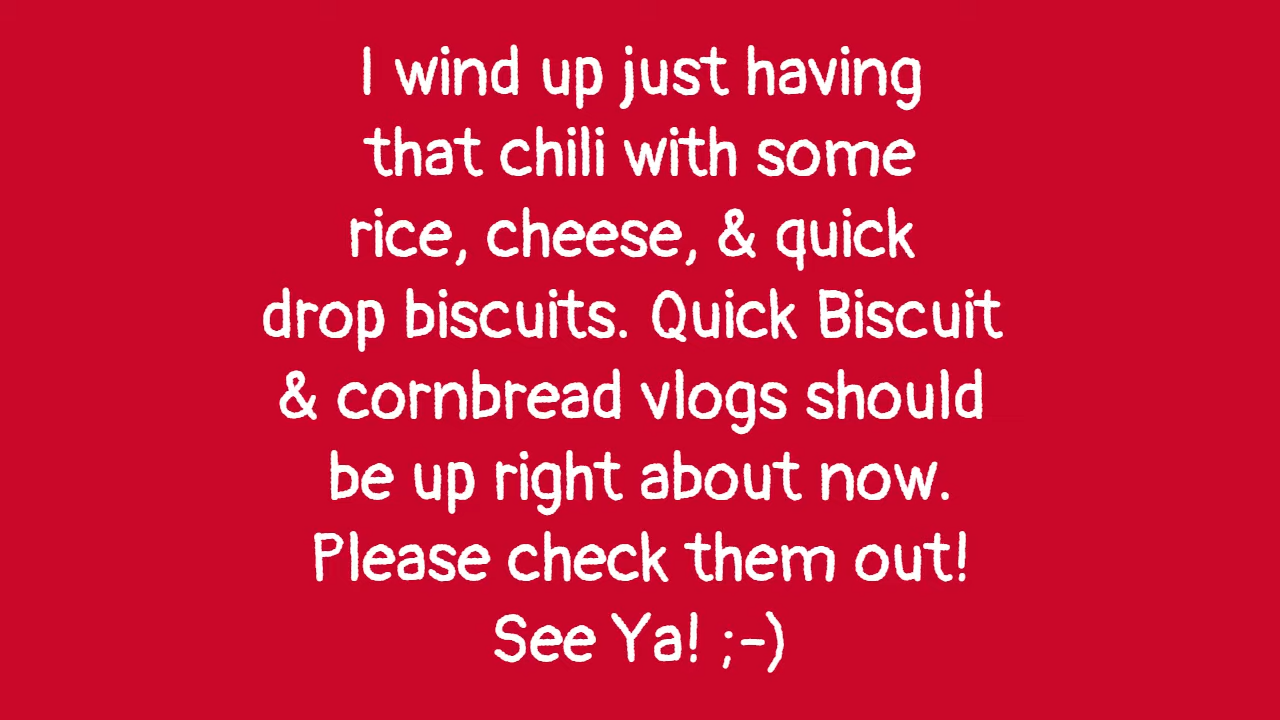 I wind up just having
that chili with some
rice, cheese, & quick
drop biscuits. Quick Biscuit
& cornbread vlogs should
be up right about now.
Please check them out!
See Ya! ;-)